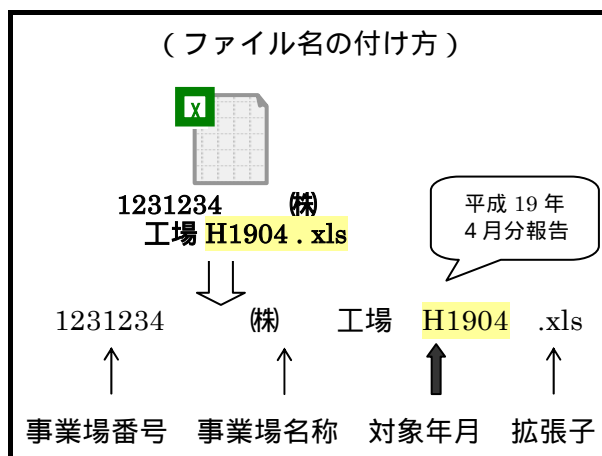 (ファイル名の付け方)
X
1231234 ㈱
工場 H1904 . xls
平成 19 年
4 月分報告
1231234 ㈱ 工場 H1904 .xls
事業場番号 事業場名称 対象年月 拡張子